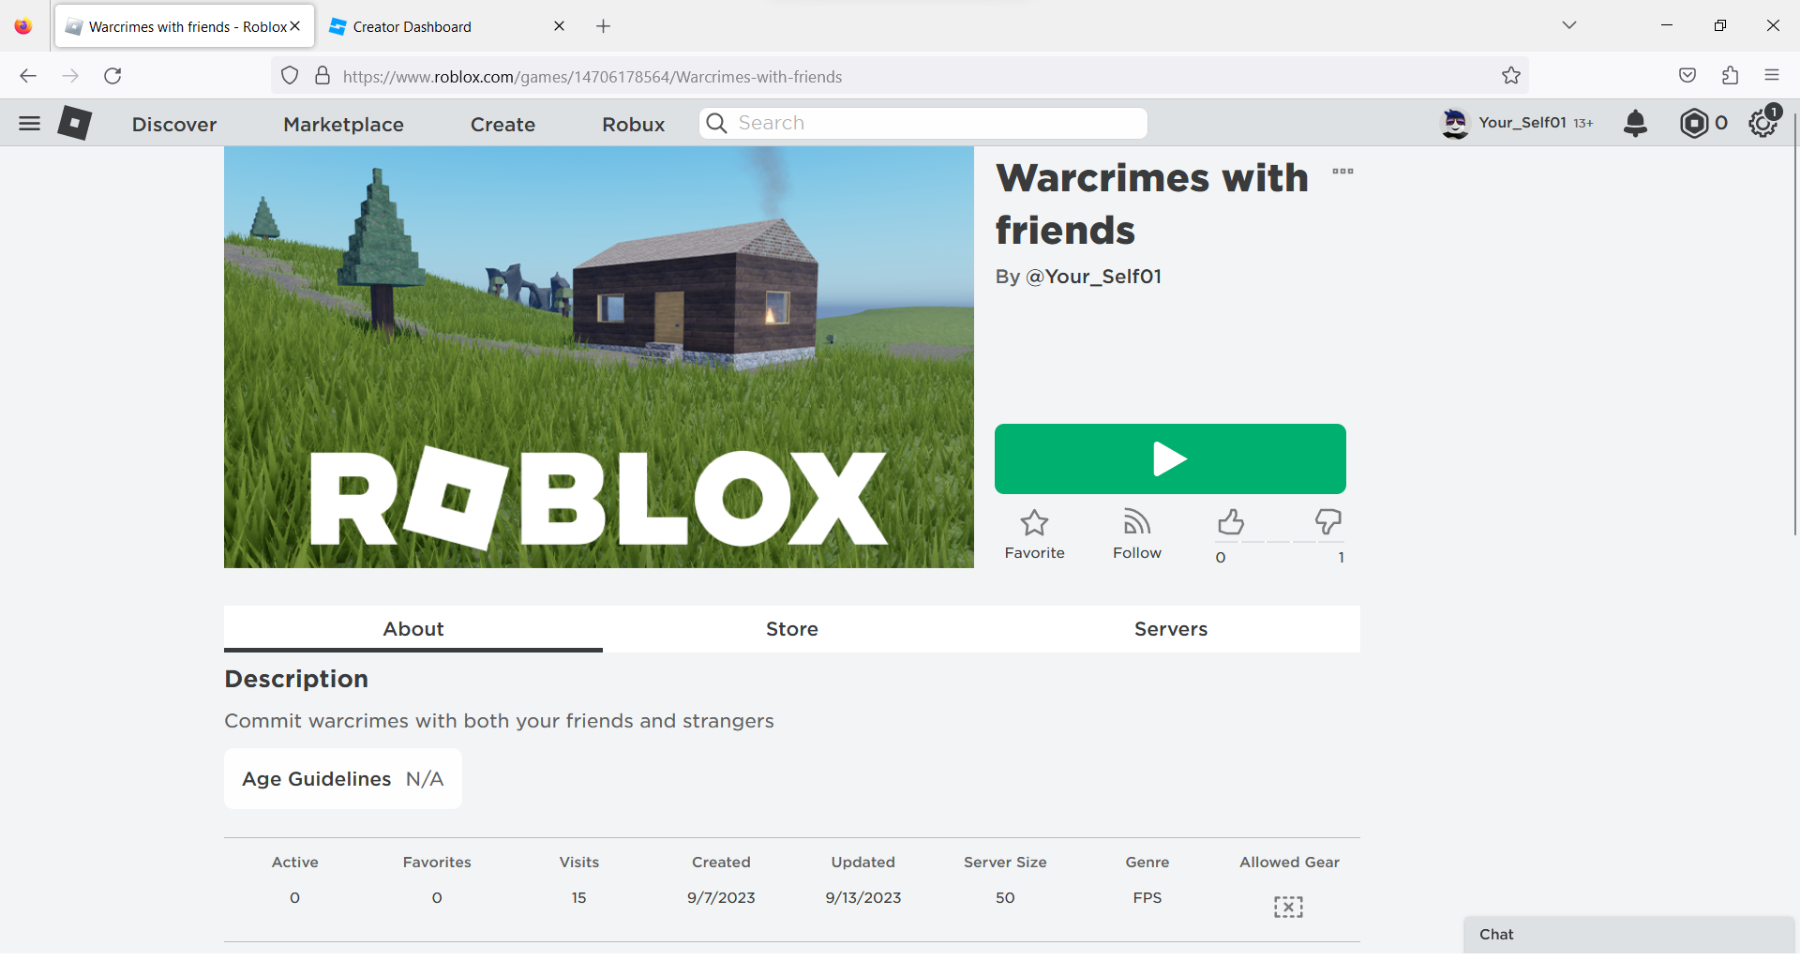 Warcrimes with friends - Roblox
Creator Dashboard
https://www.roblox.com/games/14706178564/Warcrimes-with-friends
Discover
Marketplace
Create
Robux
Search
Your_Self01 13+
0
1
Warcrimes with
friends
By @Your_Self01
ROBLOX
Favorite
Follow
0
1
About
Store
Servers
Description
Commit warcrimes with both your friends and strangers
Age Guidelines N/A
Active
Favorites
Visits
Created
Updated
Server Size
Genre
Allowed Gear
0
0
15
9/7/2023
9/13/2023
50
FPS
Chat